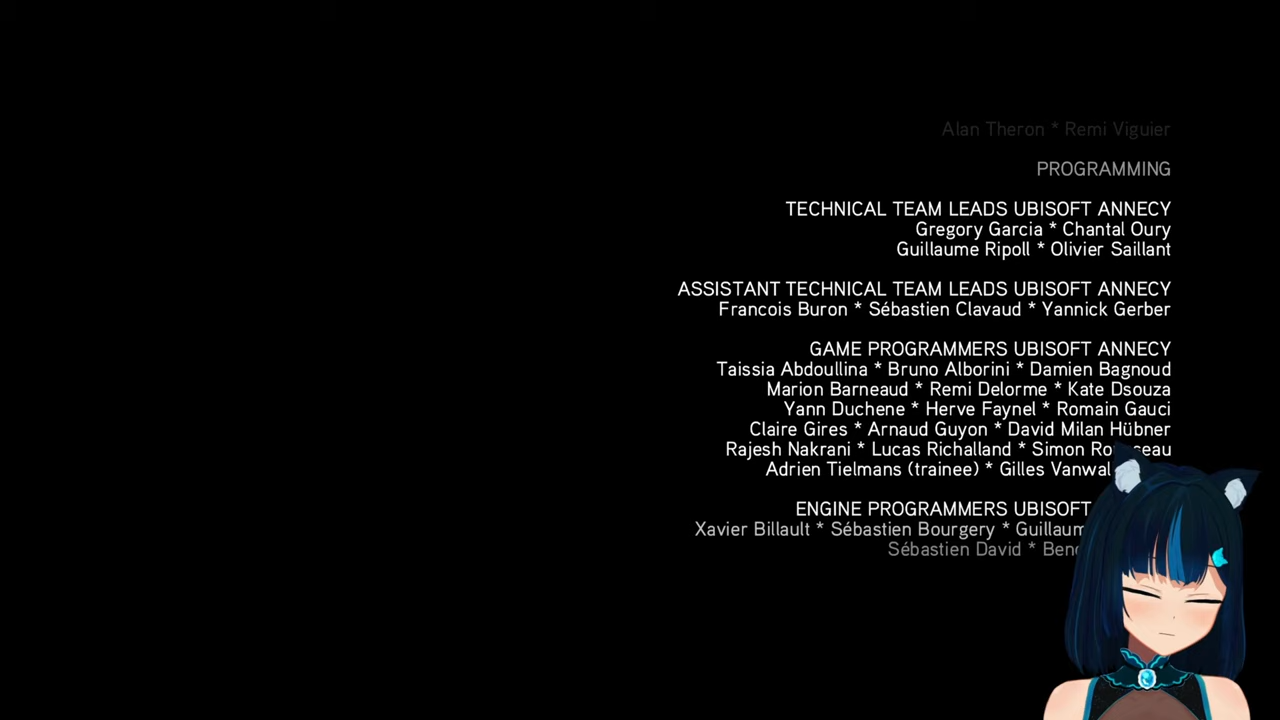 Alan Theron * Remi Viguier
PROGRAMMING
TECHNICAL TEAM LEADS UBISOFT ANNECY
Gregory Garcia * Chantal Oury
Guillaume Ripoll * Olivier Saillant
ASSISTANT TECHNICAL TEAM LEADS UBISOFT ANNECY
Francois Buron * Sébastien Clavaud * Yannick Gerber
GAME PROGRAMMERS UBISOFT ANNECY
Taissia Abdoullina * Bruno Alborini * Damien Bagnoud
Marion Barneaud * Remi Delorme * Kate Dsouza
Yann Duchene * Herve Faynel * Romain Gauci
Claire Gires * Arnaud Guyon * David Milan Hübner
Rajesh Nakrani * Lucas Richalland * Simon
Adrien Tielmans (trainee) * Gilles
ENGINE PROGRAMMERS UBISOFT
Xavier Billault * Sébastien Bourgery *
Sébastien David *